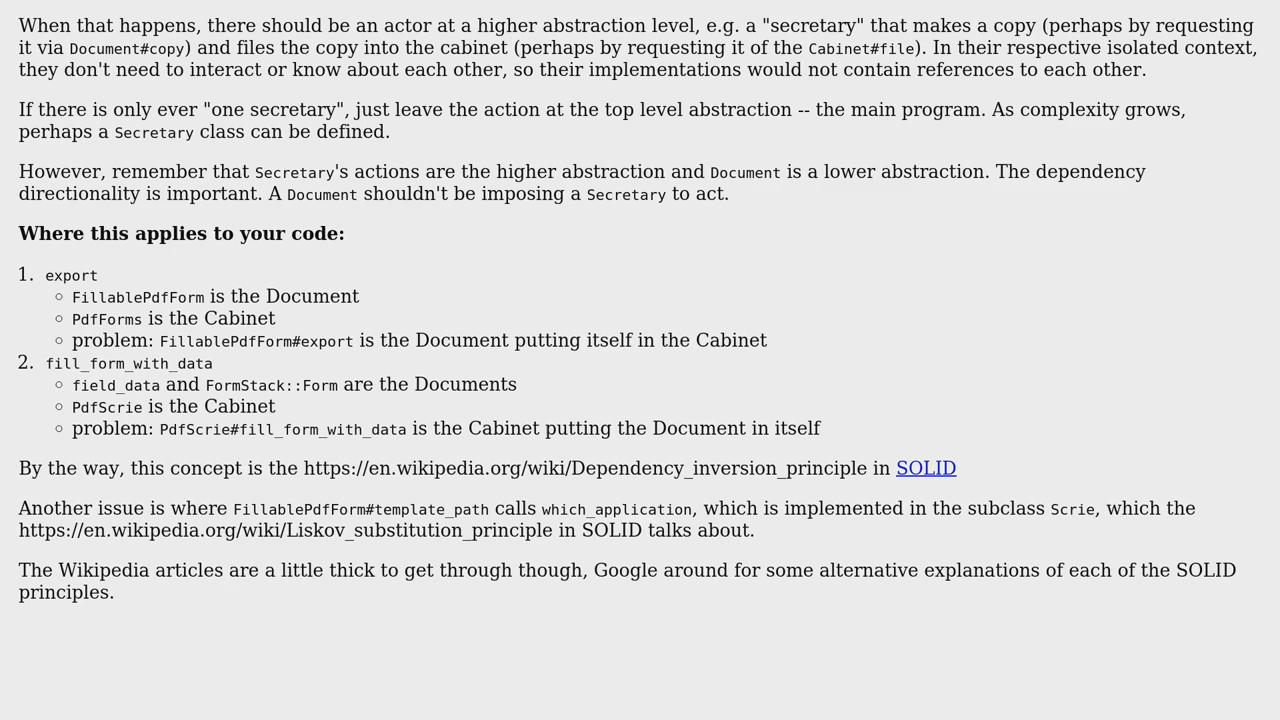 When that happens, there should be an actor at a higher abstraction level, e.g. a "secretary" that makes a copy (perhaps by requesting
it via Document#copy) and files the copy into the cabinet (perhaps by requesting it of the Cabinet#file). In their respective isolated context,
they don't need to interact or know about each other, so their implementations would not contain references to each other.
If there is only ever "one secretary", just leave the action at the top level abstraction -- the main program. As complexity grows,
perhaps a Secretary class can be defined.
However, remember that Secretary's actions are the higher abstraction and Document is a lower abstraction. The dependency
directionality is important. A Document shouldn't be imposing a Secretary to act.
Where this applies to your code:
1. export
◦ FillablePdfForm is the Document
◦ PdfForms is the Cabinet
◦ problem: FillablePdfForm#export is the Document putting itself in the Cabinet
2. fill_form_with_data
◦ field_data and FormStack::Form are the Documents
◦ PdfScrie is the Cabinet
◦ problem: PdfScrie#fill_form_with_data is the Cabinet putting the Document in itself
By the way, this concept is the https://en.wikipedia.org/wiki/Dependency_inversion_principle in SOLID
Another issue is where FillablePdfForm#template_path calls which_application, which is implemented in the subclass Scrie, which the
https://en.wikipedia.org/wiki/Liskov_substitution_principle in SOLID talks about.
The Wikipedia articles are a little thick to get through though, Google around for some alternative explanations of each of the SOLID
principles.